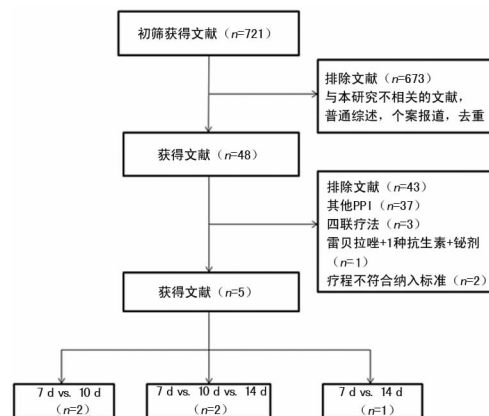 初筛获得文献（n=721）
排除文献（n=673）
与本研究不相关的文献，
普通综述，个案报道，去重
获得文献（n=48）
排除文献（n=43）
其他PPI（n=37）
四联疗法（n=3）
雷贝拉唑+1种抗生素+铋剂
（n=1）
疗程不符合纳入标准（n=2）
获得文献（n=5）
7 d vs. 10 d
（n=2）
7 d vs. 10 d vs. 14 d
（n=2）
7 d vs. 14 d
（n=1）